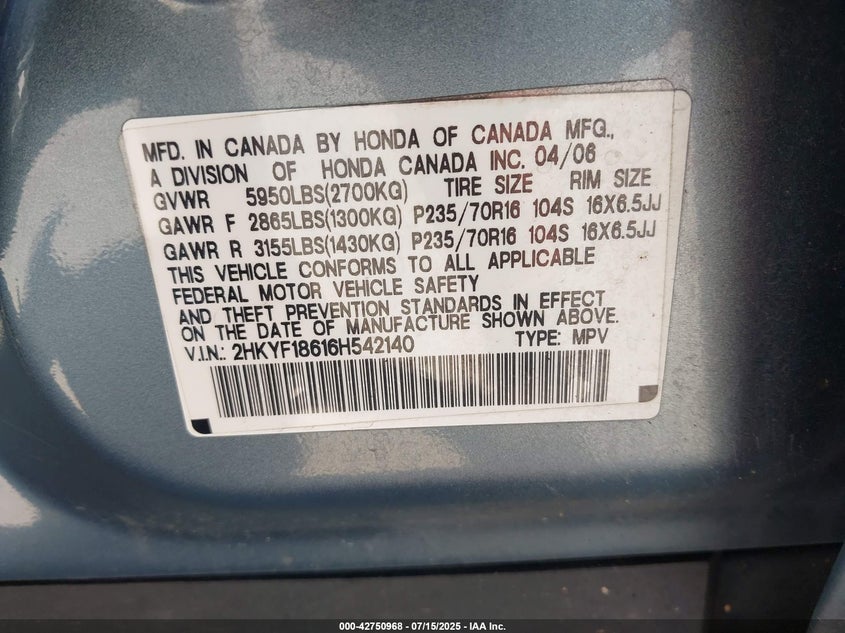 MFD. IN CANADA BY HONDA OF CANADA MFG.,
A DIVISION OF HONDA CANADA INC. 04/06
GVWR 5950LBS(2700KG) TIRE SIZE RIM SIZE
GAWR F 2865LBS(1300KG) P235/70R16 104S 16X6.5JJ
GAWR R 3155LBS(1430KG) P235/70R16 104S 16X6.5JJ
THIS VEHICLE CONFORMS TO ALL APPLICABLE
FEDERAL MOTOR VEHICLE SAFETY
AND THEFT PREVENTION STANDARDS IN EFFECT
ON THE DATE OF MANUFACTURE SHOWN ABOVE.
V.I.N.: 2HKYF18616H542140 TYPE: MPV
000-42750968 - 07/15/2025 - IAA Inc.